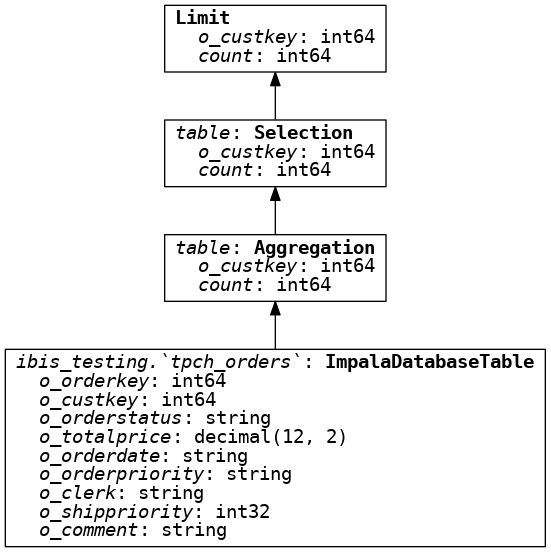 Limit
o_custkey: int64
count: int64
table: Selection
o_custkey: int64
count: int64
table: Aggregation
o_custkey: int64
count: int64
ibis_testing.`tpch_orders`: ImpalaDatabaseTable
o_orderkey: int64
o_custkey: int64
o_orderstatus: string
o_totalprice: decimal(12, 2)
o_orderdate: string
o_orderpriority: string
o_clerk: string
o_shippriority: int32
o_comment: string